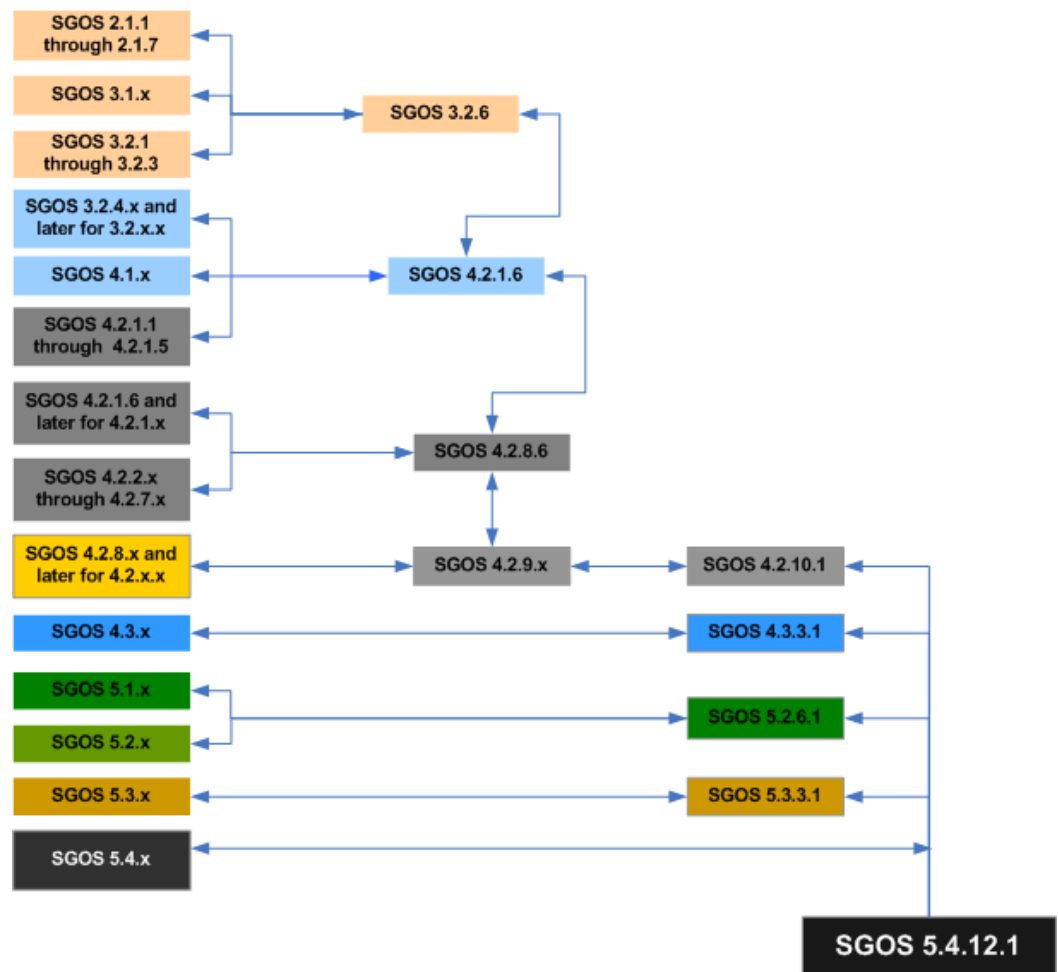 SGOS 2.1.1
through 2.1.7
SGOS 3.1.x
SGOS 3.2.6
SGOS 3.2.1
through 3.2.3
SGOS 3.2.4.x and
later for 3.2.x.x
SGOS 4.1.x
SGOS 4.2.1.6
SGOS 4.2.1.1
through 4.2.1.5
SGOS 4.2.1.6 and
later for 4.2.1.x
SGOS 4.2.8.6
SGOS 4.2.2.x
through 4.2.7.x
SGOS 4.2.8.x and
later for 4.2.x.x
SGOS 4.2.9.x
SGOS 4.2.10.1
SGOS 4.3.x
SGOS 4.3.3.1
SGOS 5.1.x
SGOS 5.2.6.1
SGOS 5.2.x
SGOS 5.3.x
SGOS 5.3.3.1
SGOS 5.4.x
SGOS 5.4.12.1